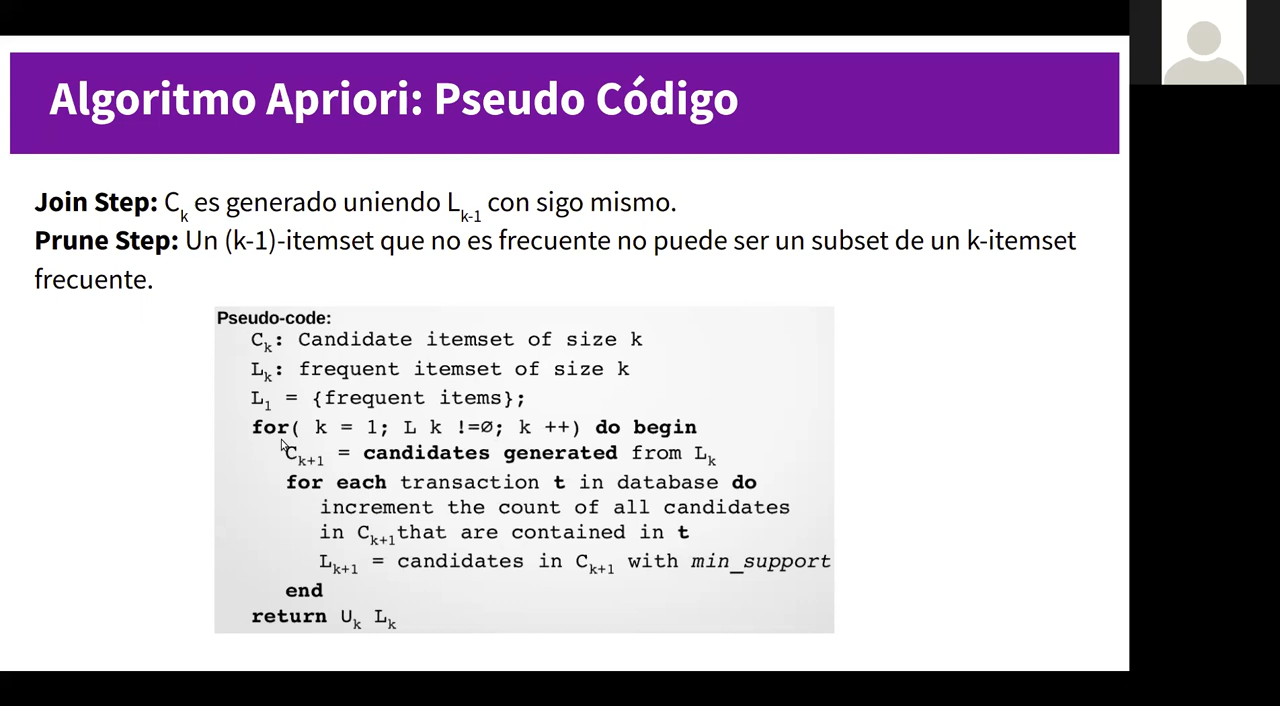 Algoritmo Apriori: Pseudo Código
Join Step: Ck es generado uniendo Lk-1 con sigo mismo.
Prune Step: Un (k-1)-itemset que no es frecuente no puede ser un subset de un k-itemset
frecuente.
Pseudo-code:
Ck: Candidate itemset of size k
Lk: frequent itemset of size k
L1 = {frequent items};
for( k = 1; L k !=∅; k ++) do begin
Ck+1 = candidates generated from Lk
for each transaction t in database do
increment the count of all candidates
in Ck+1that are contained in t
Lk+1 = candidates in Ck+1 with min_support
end
return Uk Lk